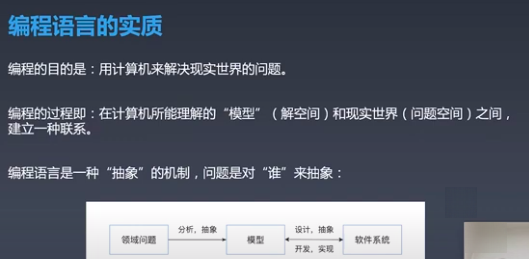 编程语言的实质
编程的目的是：用计算机来解决现实世界的问题。
编程的过程即：在计算机所能理解的“模型”（解空间）和现实世界（问题空间）之间，
建立一种联系。
编程语言是一种“抽象”的机制，问题是对“谁”来抽象：
领域问题 分析，抽象 模型 设计，抽象 开发，实现 软件系统